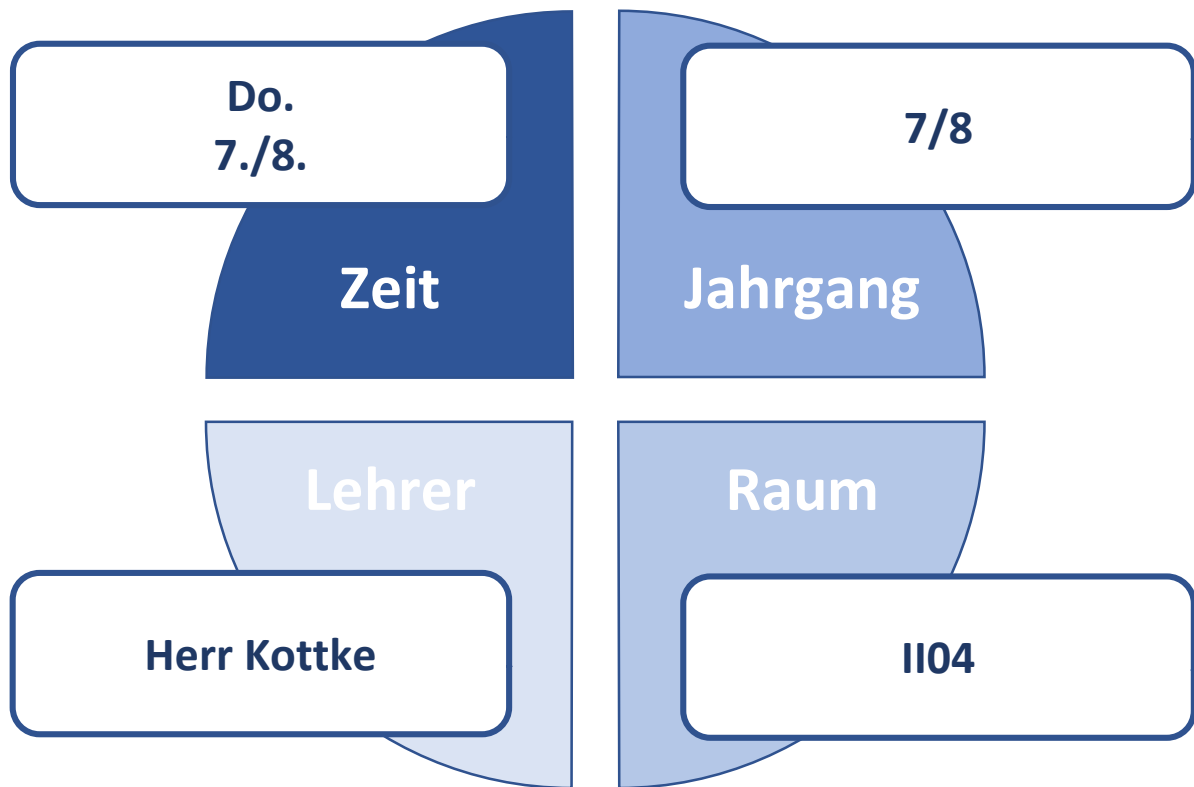 Do.
7./8.
Zeit
7/8
Jahrgang
Lehrer
Herr Kottke
Raum
II04